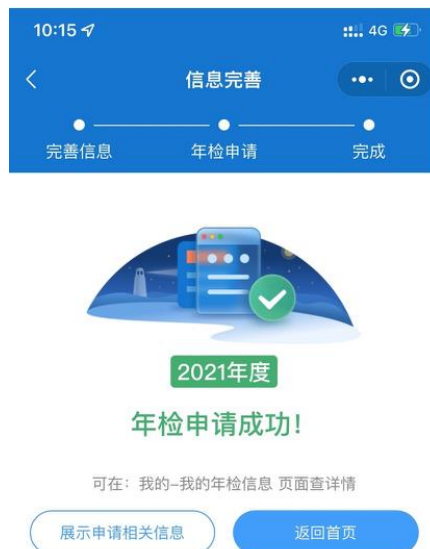 10:15 4G
信息完善
完善信息 年检申请 完成
2021年度
年检申请成功!
可在：我的-我的年检信息 页面查详情
展示申请相关信息 返回首页